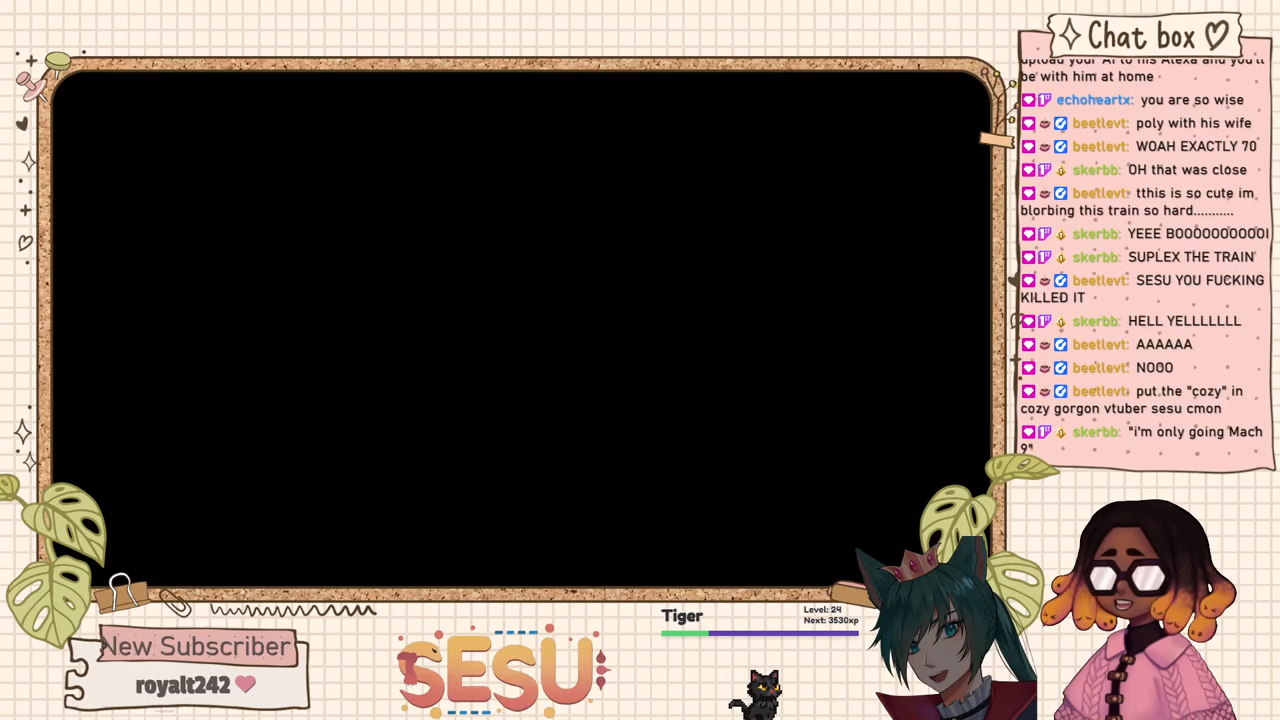 Chat box
upload your AI to his Alexa and you'll
be with him at home
echoheartx: you are so wise
beetlevt: poly with his wife
beetlevt: WOAH EXACTLY 70
skerbb: OH that was close
beetlevt: tthis is so cute im
blorbing this train so hard..........
skerbb: YEEE BOOOOOOOOOOI
skerbb: SUPLEX THE TRAIN
beetlevt: SESU YOU FUCKING
KILLED IT
skerbb: HELL YELLLLLLL
beetlevt: AAAAAA
beetlevt: NOOO
beetlevt: put the "cozy" in
cozy gorgon vtuber sesu cmon
skerbb: "i'm only going Mach
9"
New Subscriber
royalt242
SESU
Tiger
Level: 24
Next: 3530xp